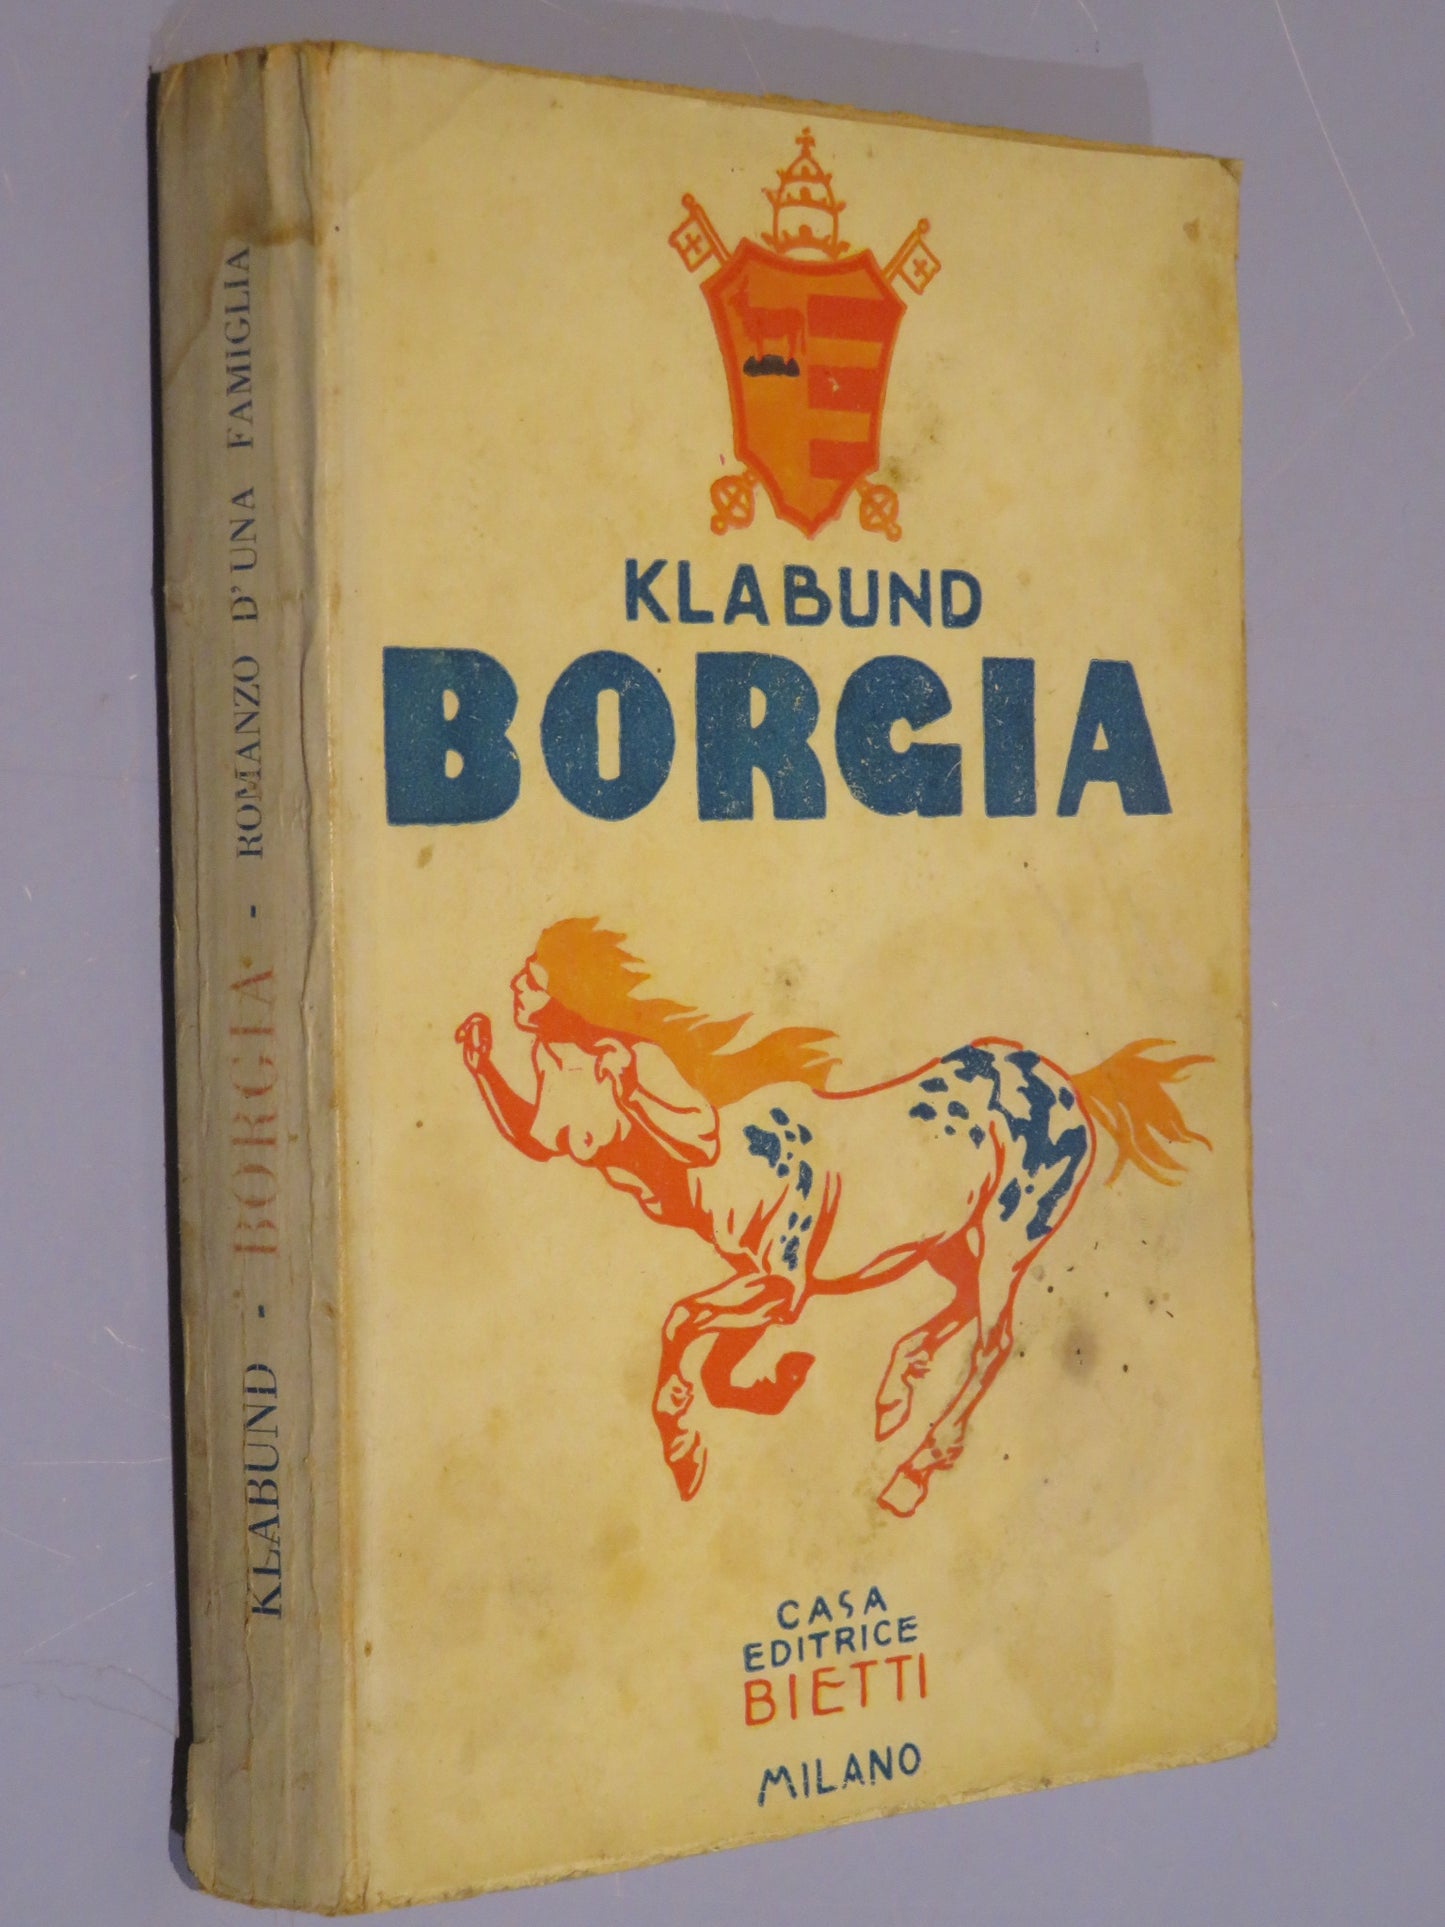 KLABUND - BORGIA - ROMANZO D'UNA FAMIGLIA
KLABUND
BORGIA
CASA
EDITRICE
BIETTI
MILANO